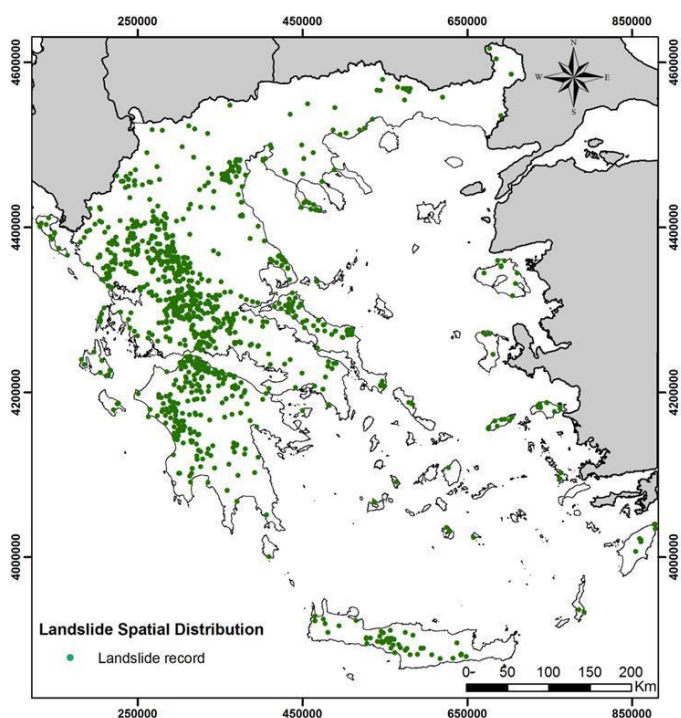 250000 450000 650000 850000
N
W E
S
4600000 4600000
4400000 4400000
4200000 4200000
4000000 4000000
Landslide Spatial Distribution
Landslide record
0 50 100 150 200
Km
250000 450000 650000 850000